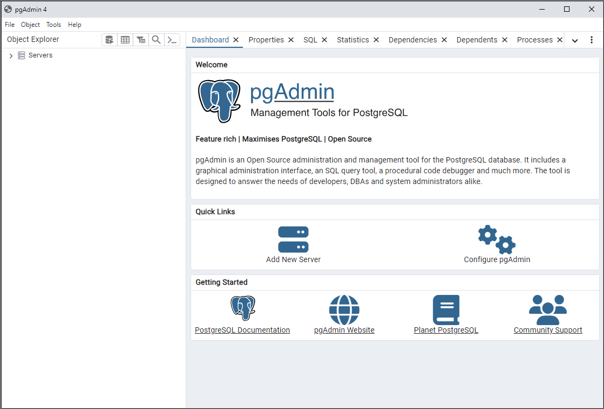 pgAdmin 4
File Object Tools Help
Object Explorer
Dashboard Properties SQL Statistics Dependencies Dependents Processes
Servers
Welcome
pgAdmin
Management Tools for PostgreSQL
Feature rich | Maximises PostgreSQL | Open Source
pgAdmin is an Open Source administration and management tool for the PostgreSQL database. It includes a
graphical administration interface, an SQL query tool, a procedural code debugger and much more. The tool is
designed to answer the needs of developers, DBAs and system administrators alike.
Quick Links
Add New Server Configure pgAdmin
Getting Started
PostgreSQL Documentation pgAdmin Website Planet PostgreSQL Community Support